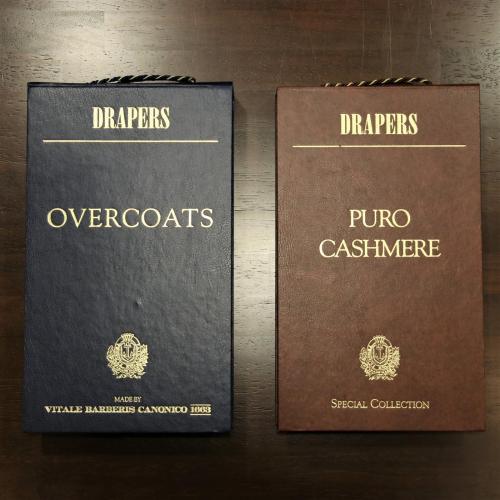 DRAPERS
OVERCOATS
MADE BY
VITALE BARBERIS CANONICO 1663
DRAPERS
PURO
CASHMERE
SPECIAL COLLECTION